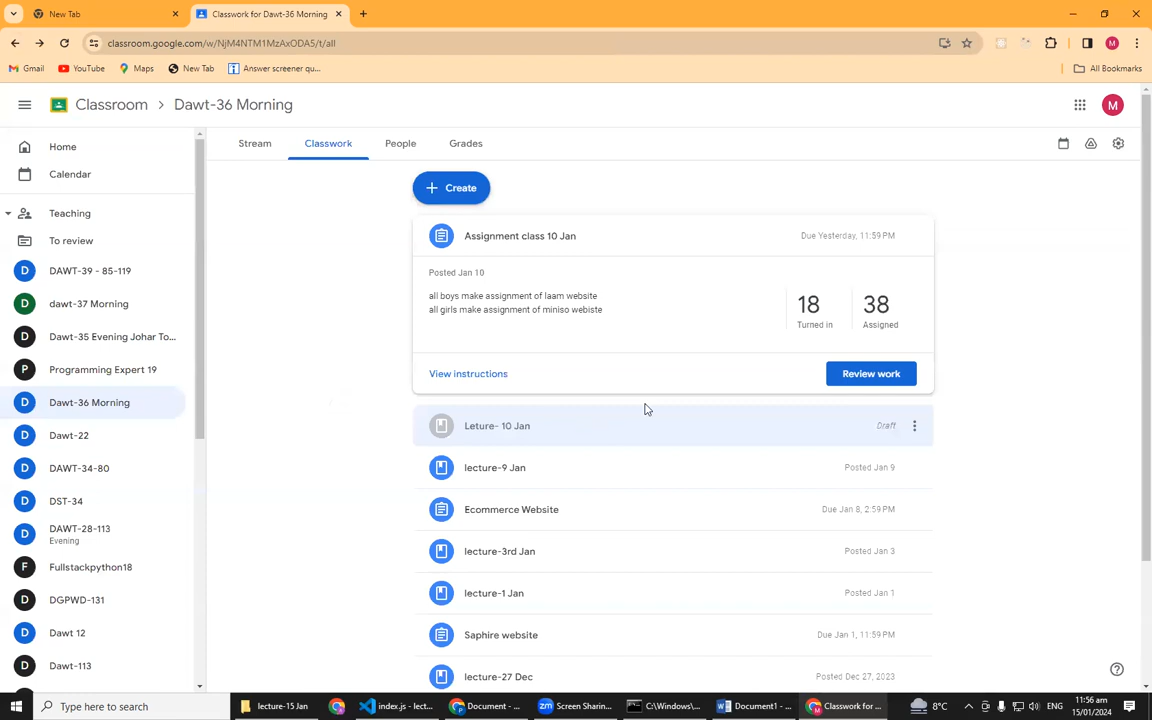 New Tab
Classwork for Dawt-36 Morning
classroom.google.com/w/NjM4NTM1MzAxODA5/t/all
M
Gmail
YouTube
Maps
New Tab
Answer screener qu...
All Bookmarks
Classroom > Dawt-36 Morning
M
Home
Calendar
Teaching
To review
D DAWT-39 - 85-119
D dawt-37 Morning
D Dawt-35 Evening Johar To...
P Programming Expert 19
D Dawt-36 Morning
D Dawt-22
D DAWT-34-80
D DST-34
D DAWT-28-113
Evening
F Fullstackpython18
D DGPWD-131
D Dawt 12
D Dawt-113
Stream
Classwork
People
Grades
+ Create
Assignment class 10 Jan
Due Yesterday, 11:59 PM
Posted Jan 10
all boys make assignment of laam website
all girls make assignment of miniso webiste
18
Turned in
38
Assigned
View instructions
Review work
Leture- 10 Jan
Draft
lecture-9 Jan
Posted Jan 9
Ecommerce Website
Due Jan 8, 2:59 PM
lecture-3rd Jan
Posted Jan 3
lecture-1 Jan
Posted Jan 1
Saphire website
Due Jan 1, 11:59 PM
lecture-27 Dec
Posted Dec 27, 2023
Type here to search
lecture-15 Jan
index.js - lect...
Document - ...
zm Screen Sharin...
C:\Windows\...
Document1 - ...
Classwork for ...
8°C
ENG
11:56 am
15/01/2024